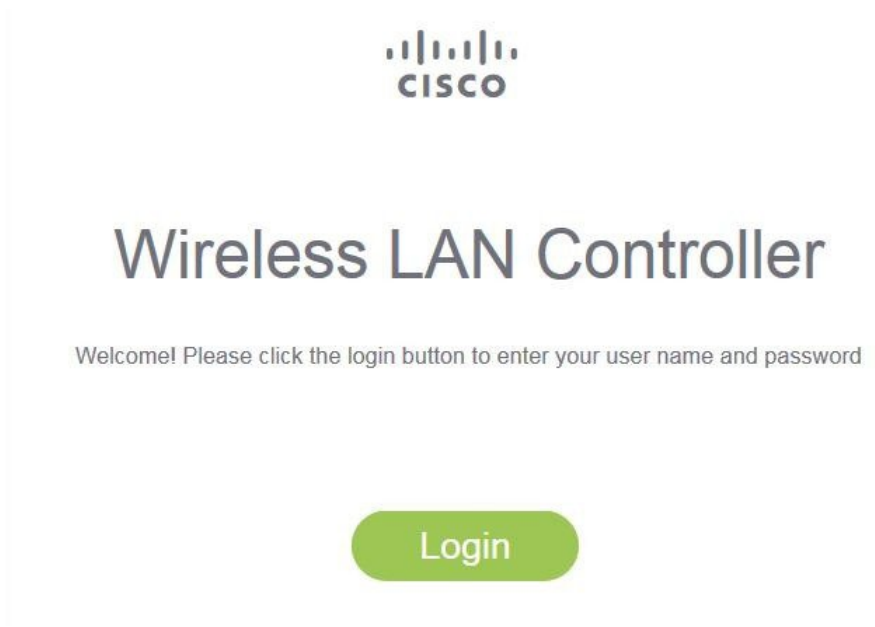 CISCO
Wireless LAN Controller
Welcome! Please click the login button to enter your user name and password
Login